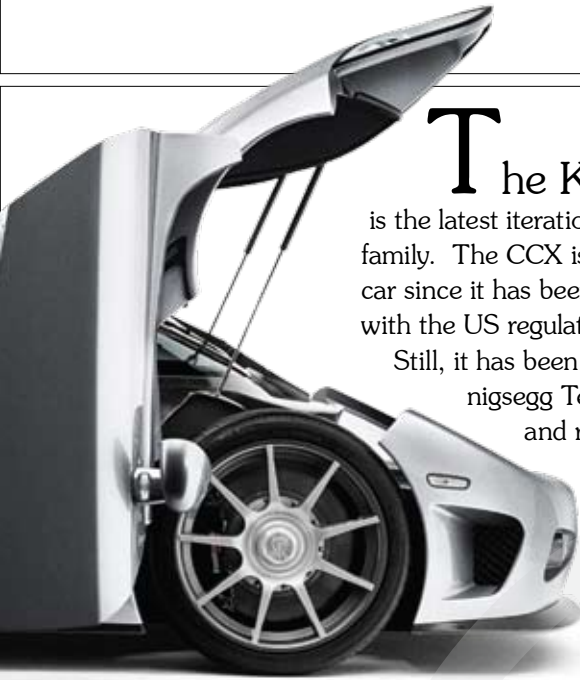 The K
is the latest iteratio
family. The CCX is
car since it has bee
with the US regulat
Still, it has been
nigsegg Te
and r